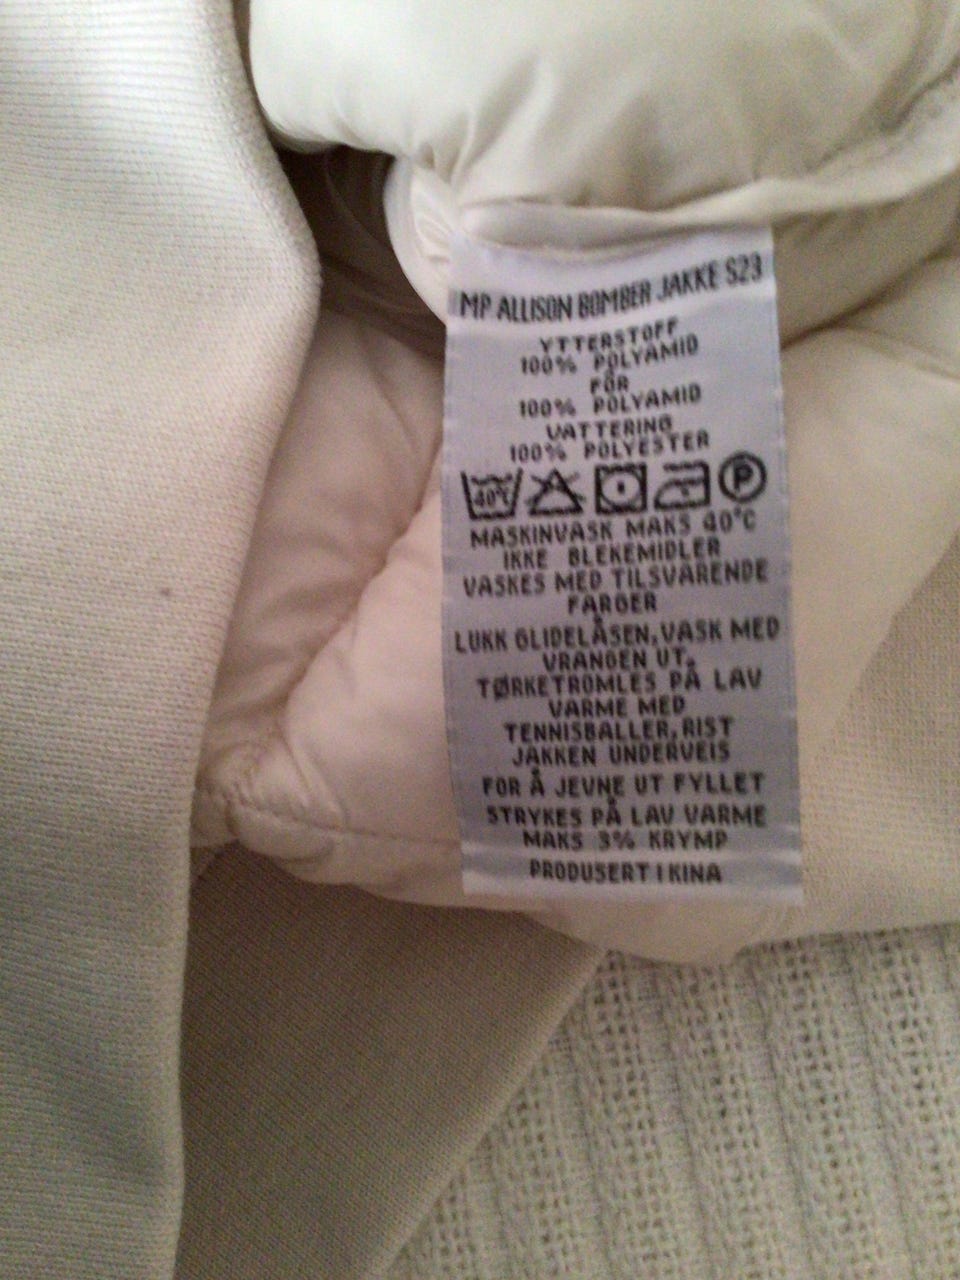 MP ALLISON BOMBER JAKKE S23
YTTERSTOFF
100% POLYAMID
FÔR
100% POLYAMID
VATTERING
100% POLYESTER
40°C P
MASKINVASK MAKS 40°C
IKKE BLEKEMIDLER
VASKES MED TILSVARENDE
FARGER
LUKK GLIDELÅSEN, VASK MED
VRANGEN UT,
TØRKETROMLES PÅ LAV
VARME MED
TENNISBALLER, RIST
JAKKEN UNDERVEIS
FOR Å JEVNE UT FYLLET
STRYKES PÅ LAV VARME
MAKS 3% KRYMP
PRODUSERT I KINA